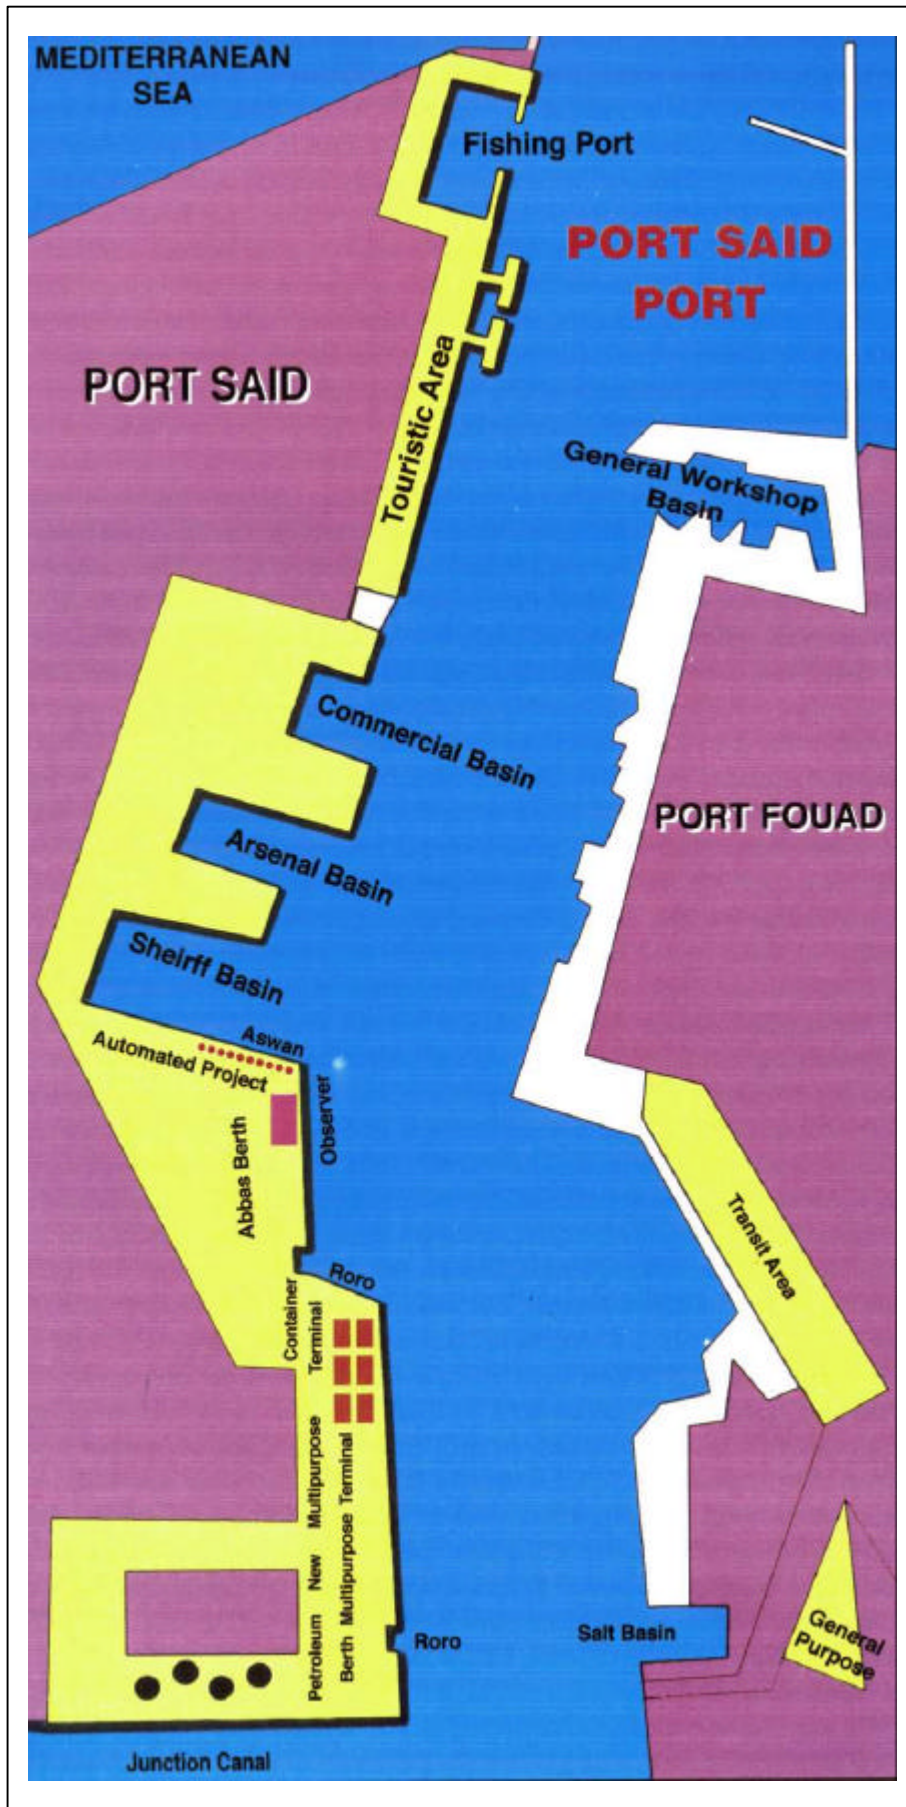 MEDITERRANEAN
SEA
Fishing Port
PORT SAID
PORT
PORT SAID
Touristic Area
General Workshop
Basin
Commercial Basin
PORT FOUAD
Arsenal Basin
Sheirff Basin
Aswan
Automated Project
Observer
Abbas Berth
Transit Area
Roro
Container
Terminal
Multipurpose
Multipurpose Terminal
New
Petroleum
Berth
Roro
Salt Basin
General
Purpose
Junction Canal